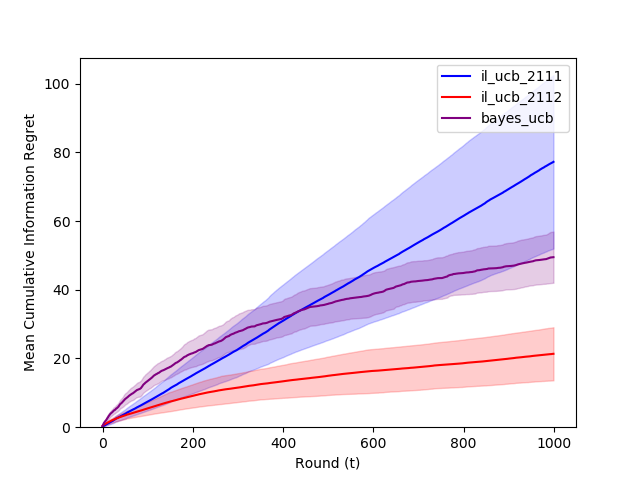 il_ucb_2111
il_ucb_2112
bayes_ucb
Mean Cumulative Information Regret
100
80
60
40
20
0
0 200 400 600 800 1000
Round (t)